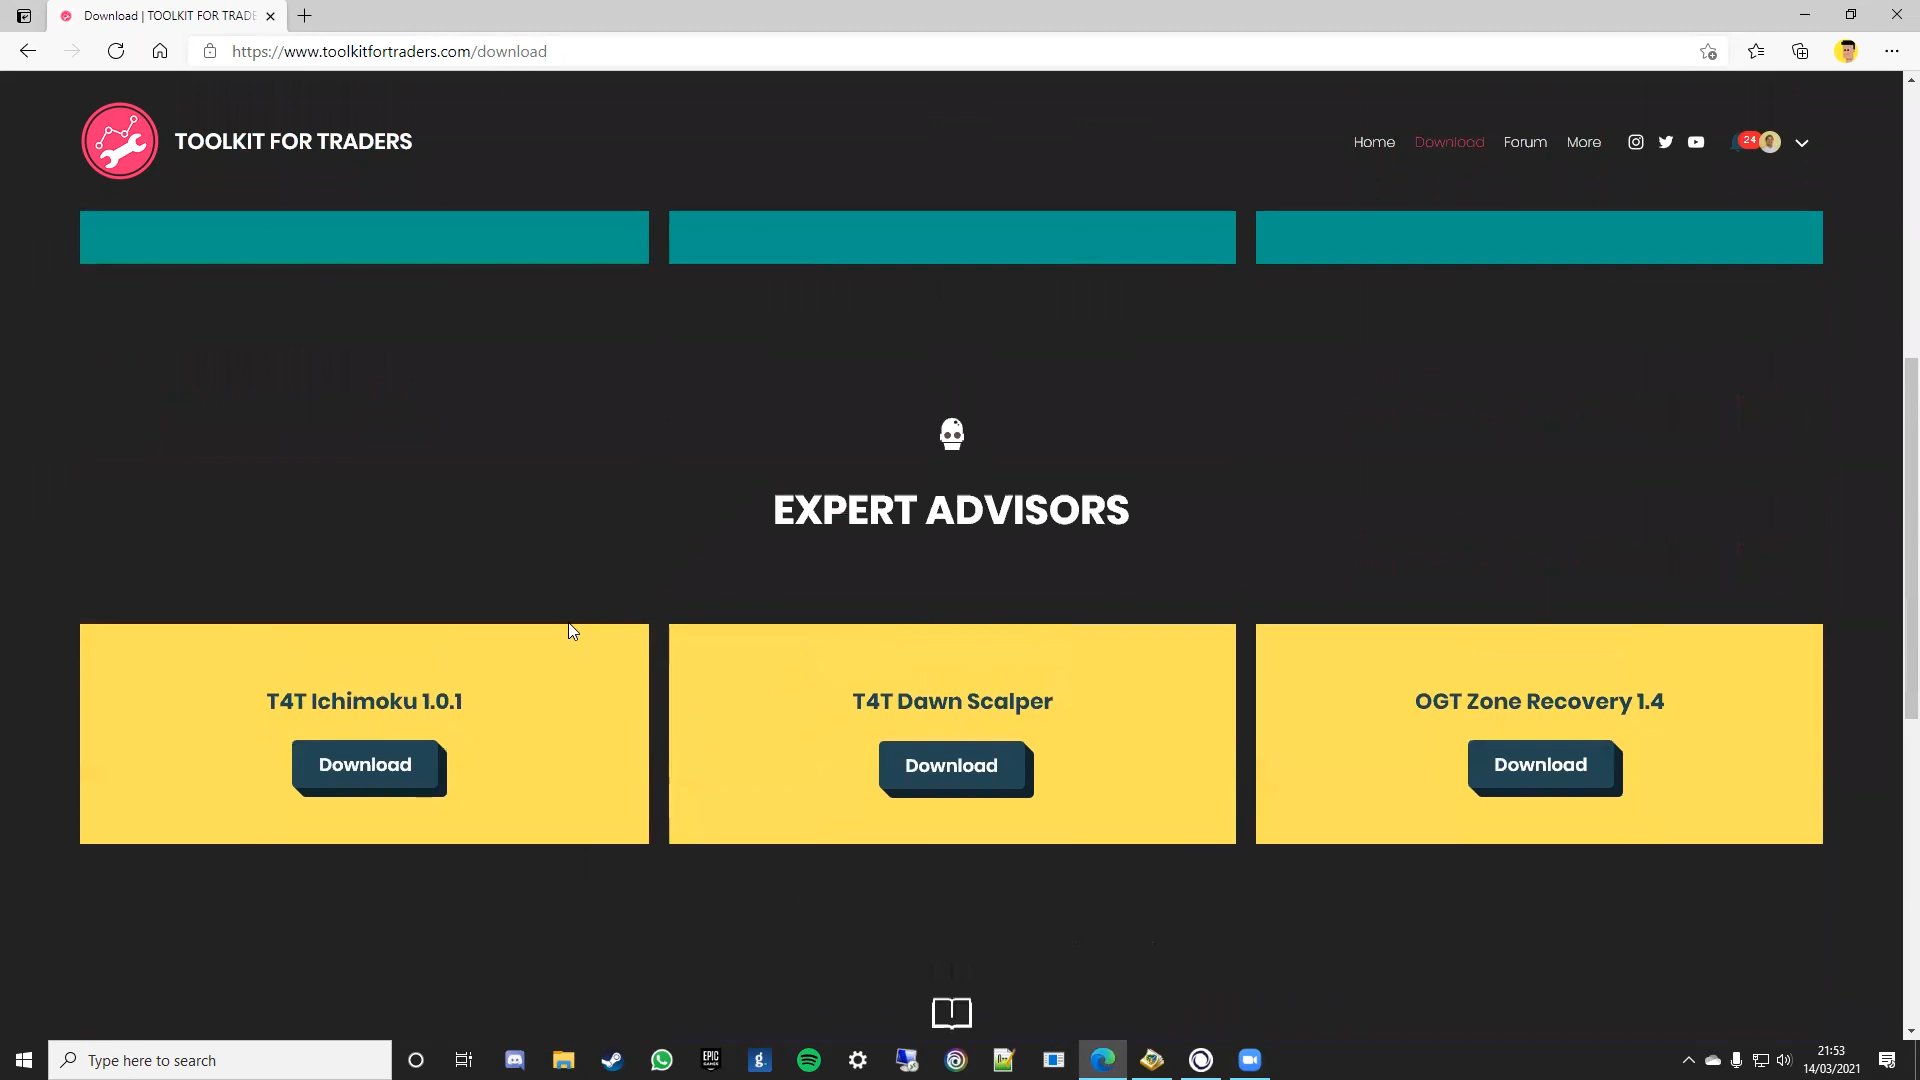 Download | TOOLKIT FOR TRADE
https://www.toolkitfortraders.com/download
TOOLKIT FOR TRADERS
Home Download Forum More 24
EXPERT ADVISORS
T4T Ichimoku 1.0.1
Download
T4T Dawn Scalper
Download
OGT Zone Recovery 1.4
Download
Type here to search
EPIC
GAMES
g.
21:53
14/03/2021